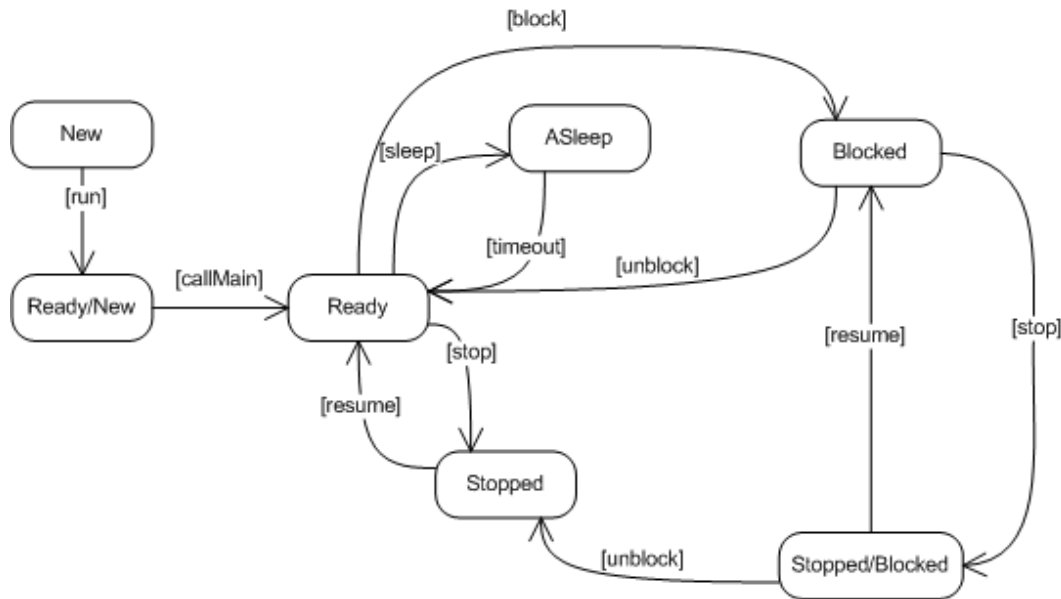 [block]
New
ASleep
[sleep]
Blocked
[run]
[timeout]
[unblock]
[callMain]
Ready/New
Ready
[stop]
[resume]
[stop]
[resume]
Stopped
[unblock]
Stopped/Blocked